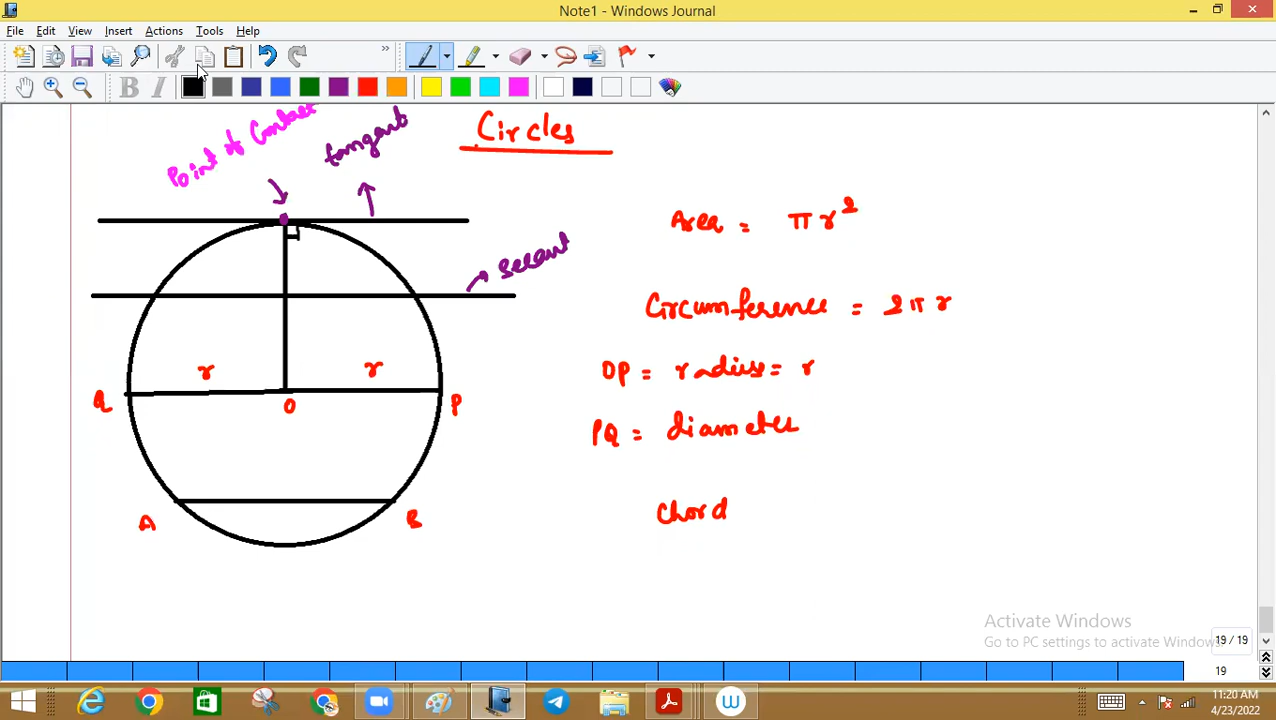 Note1 - Windows Journal
File Edit View Insert Actions Tools Help
B I
Circles
Point of Contact
tangent
Area = πr²
secant
Circumference = 2πr
r r
OP = radius = r
Q O P
PQ = diameter
Chord
A B
Activate Windows
Go to PC settings to activate Windows.
19 / 19
19
W
11:20 AM
4/23/2022